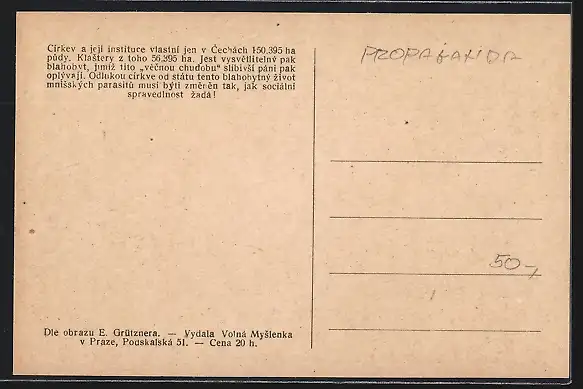 Církev a její instituce vlastní jen v Čechách 150.395 ha
půdy. Kláštery z toho 56.395 ha. Jest vysvětlitelný pak
blahobyt, jímž tito „věčnou chudobu“ slibivší páni pak
oplývají. Odlukou církve od státu tento blahobytný život
mnišských parasitů musí býti změněn tak, jak sociální
spravedlnost žádá!
PROPAGANDA
50,-
Dle obrazu E. Grütznera. — Vydala Volná Myšlenka
v Praze, Podskalská 51. — Cena 20 h.